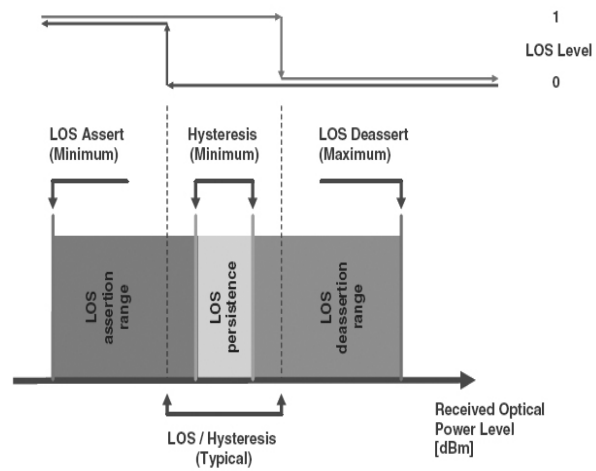 1
LOS Level
0
LOS Assert
(Minimum)
Hysteresis
(Minimum)
LOS Deassert
(Maximum)
LOS
assertion
range
LOS
persistence
LOS
deassertion
range
Received Optical
Power Level
[dBm]
LOS / Hysteresis
(Typical)